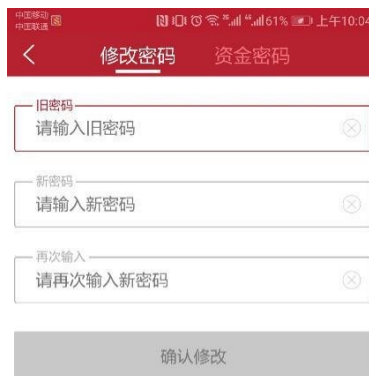 中国移动
中国联通
61% 上午10:04
修改密码 资金密码
旧密码
请输入旧密码
新密码
请输入新密码
再次输入
请再次输入新密码
确认修改